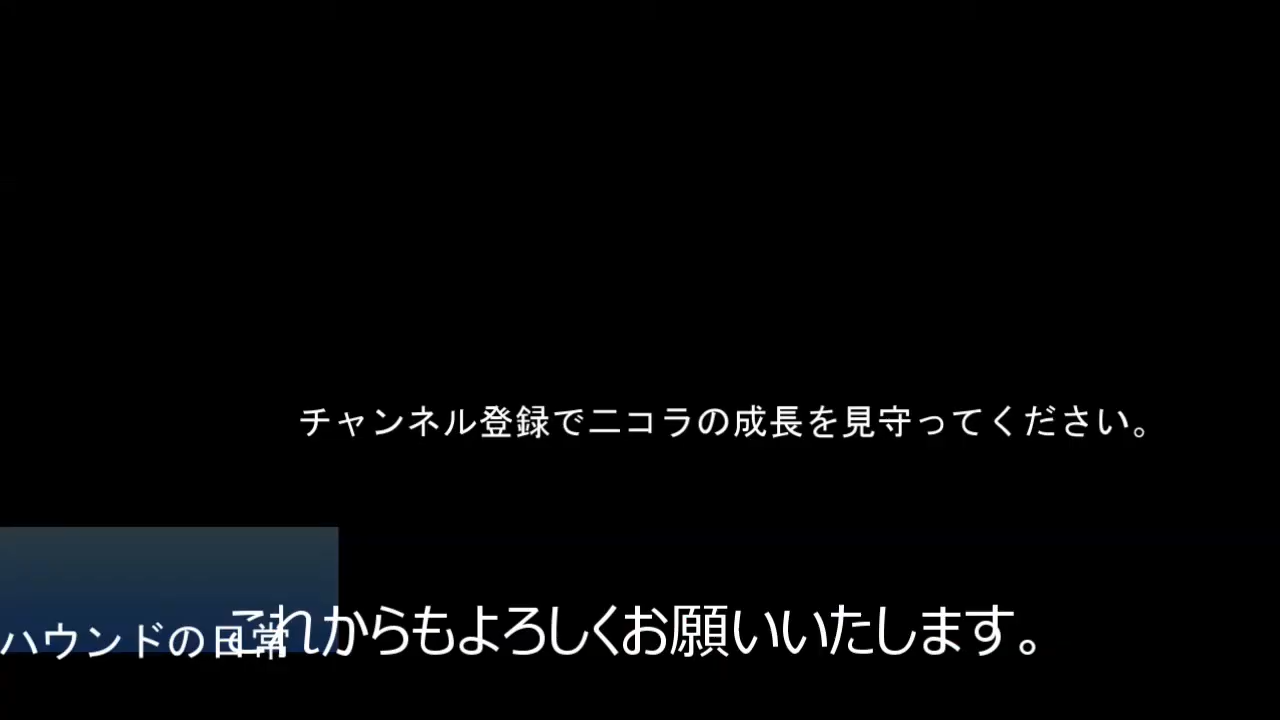 チャンネル登録でニコラの成長を見守ってください。
ハウンドの日常
これからもよろしくお願いいたします。